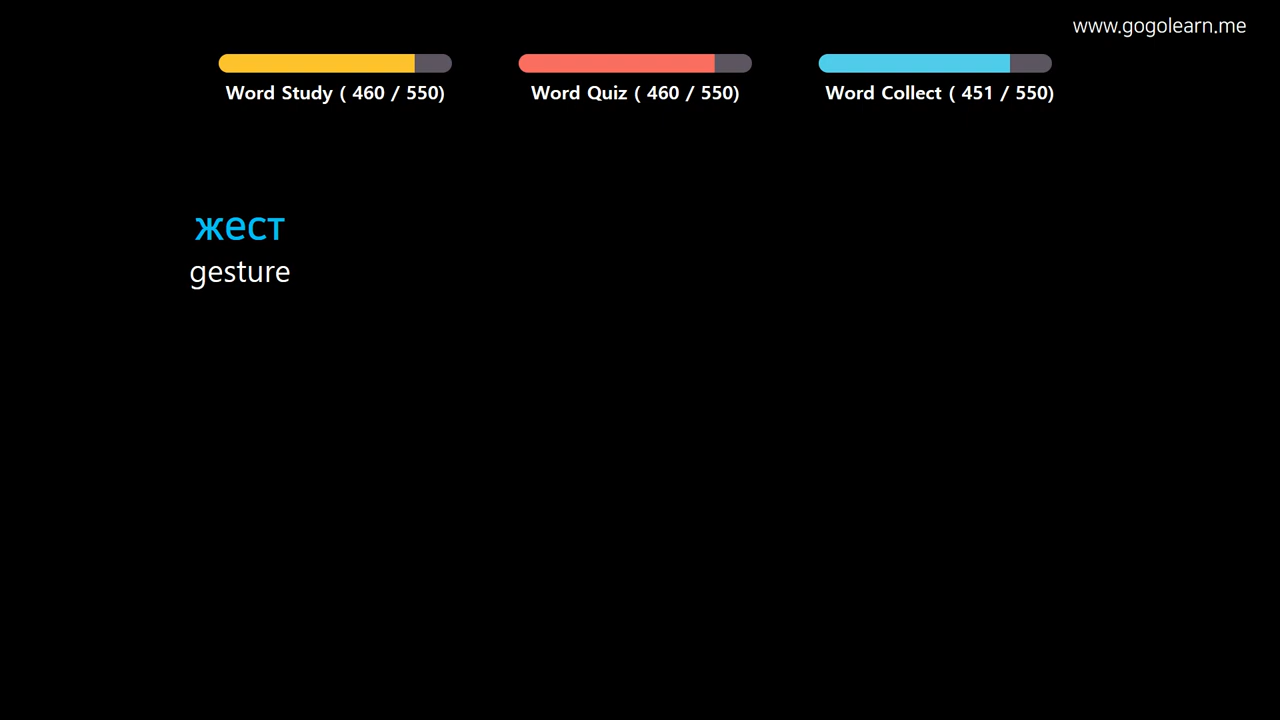 www.gogolearn.me
Word Study ( 460 / 550)
Word Quiz ( 460 / 550)
Word Collect ( 451 / 550)
жест
gesture